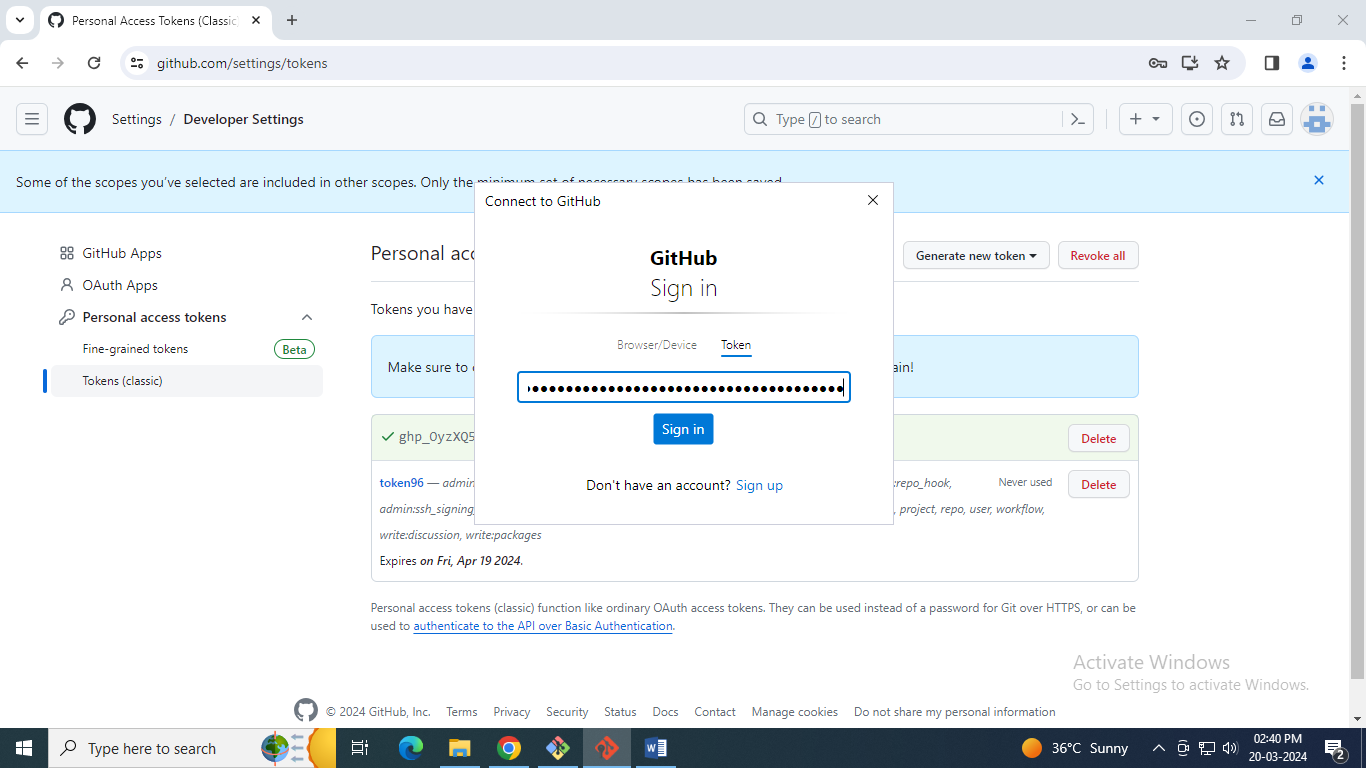 Personal Access Tokens (Classic
github.com/settings/tokens
Settings / Developer Settings
Type / to search
Some of the scopes you've selected are included in other scopes. Only the minimum set of necessary scopes has been saved
Connect to GitHub
GitHub
Sign in
Browser/Device Token
Sign in
Don't have an account? Sign up
GitHub Apps
OAuth Apps
Personal access tokens
Fine-grained tokens Beta
Tokens (classic)
Personal acc
Generate new token Revoke all
Tokens you have
Make sure to
ain!
ghp_OyzXQ5
Delete
token96 — admin :repo_hook, Never used Delete
admin:ssh_signing , project, repo, user, workflow,
write:discussion, write:packages
Expires on Fri, Apr 19 2024.
Personal access tokens (classic) function like ordinary OAuth access tokens. They can be used instead of a password for Git over HTTPS, or can be
used to authenticate to the API over Basic Authentication.
Activate Windows
Go to Settings to activate Windows.
© 2024 GitHub, Inc. Terms Privacy Security Status Docs Contact Manage cookies Do not share my personal information
Type here to search
36°C Sunny
02:40 PM
20-03-2024
2